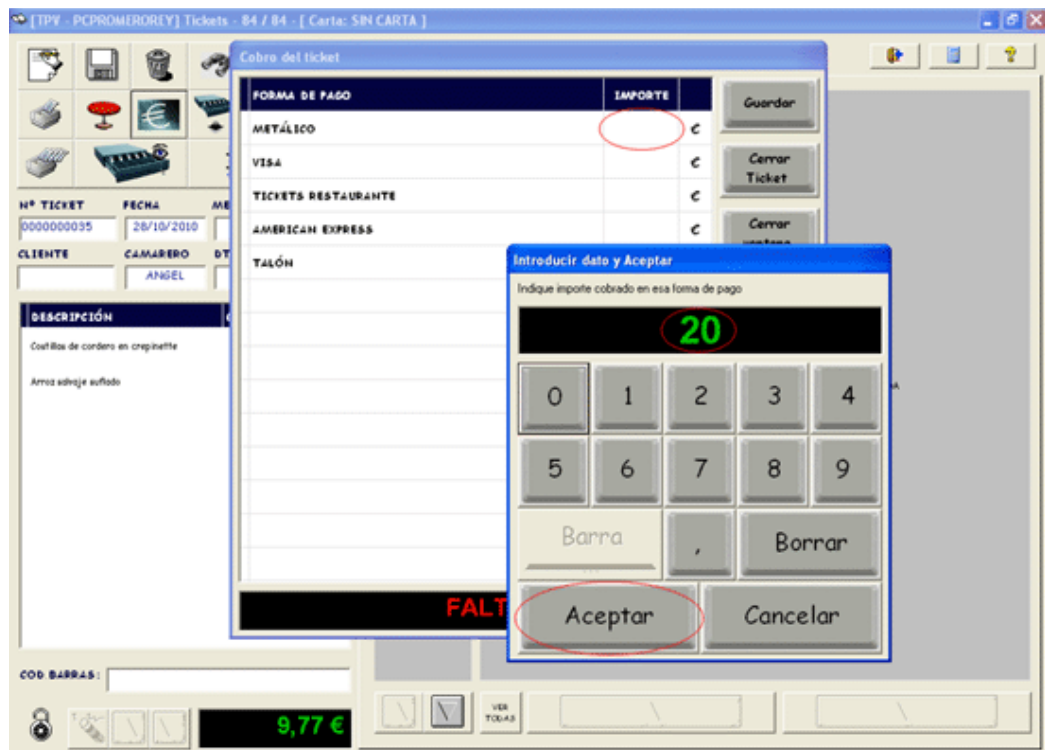 [TPV - PCPROMEROREY] Tickets - 84 / 84 - [ Carta: SIN CARTA ]
Cobro del ticket
FORMA DE PAGO IMPORTE
Guardar
METÁLICO €
VISA €
Cerrar
Ticket
TICKETS RESTAURANTE €
AMERICAN EXPRESS €
Cerrar
ventana
TALÓN
Nº TICKET FECHA ME
0000000035 28/10/2010
CLIENTE CAMARERO DT
ANGEL
DESCRIPCIÓN
Costillas de cordero en crepinette
Arroz salvaje suflado
Introducir dato y Aceptar
Indique importe cobrado en esa forma de pago
20
0 1 2 3 4
5 6 7 8 9
Barra , Borrar
Aceptar Cancelar
FALT
COD BARRAS:
9,77 €
VER
TODAS